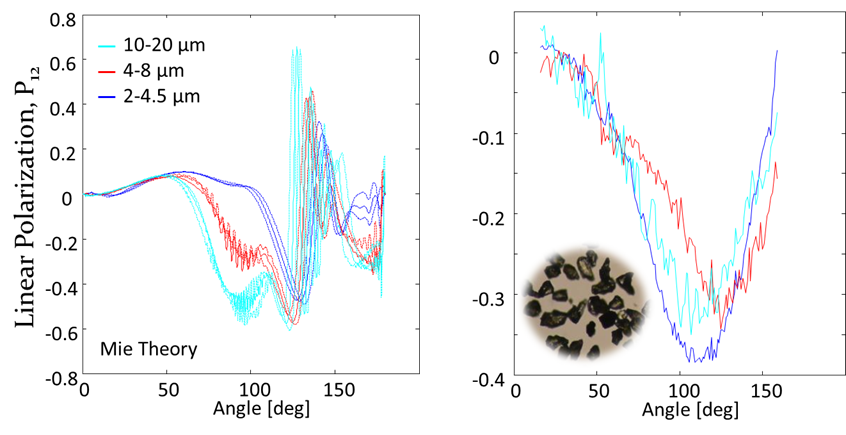 Linear Polarization, P₁₂
0.8
0.6
0.4
0.2
0
-0.2
-0.4
-0.6
-0.8
10-20 µm
4-8 µm
2-4.5 µm
Mie Theory
0 50 100 150
Angle [deg]
0
-0.1
-0.2
-0.3
-0.4
0 50 100 150
Angle [deg]